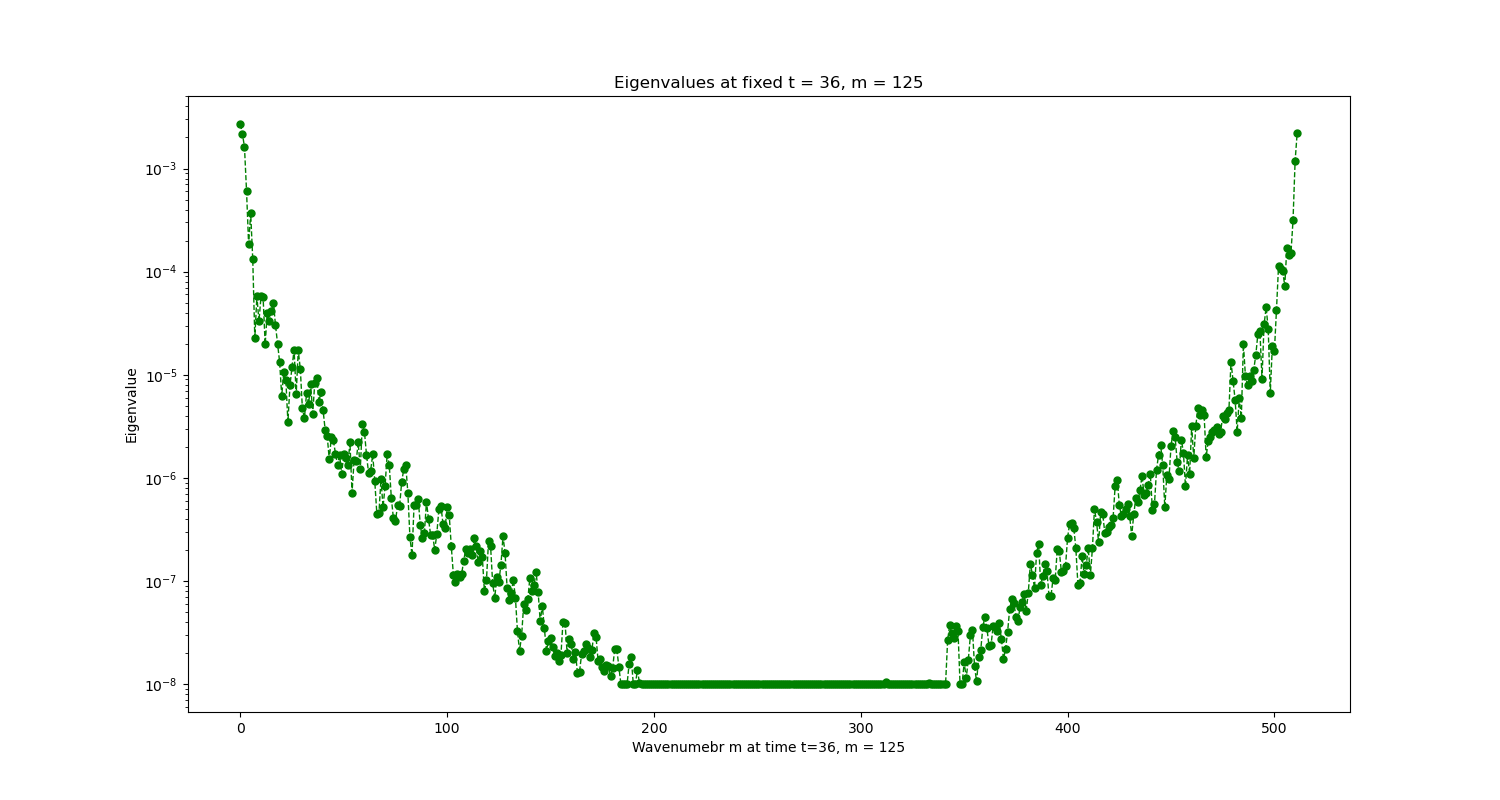 Eigenvalues at fixed t = 36, m = 125
10⁻³
10⁻⁴
10⁻⁵
10⁻⁶
10⁻⁷
10⁻⁸
Eigenvalue
0 100 200 300 400 500
Wavenumebr m at time t=36, m = 125